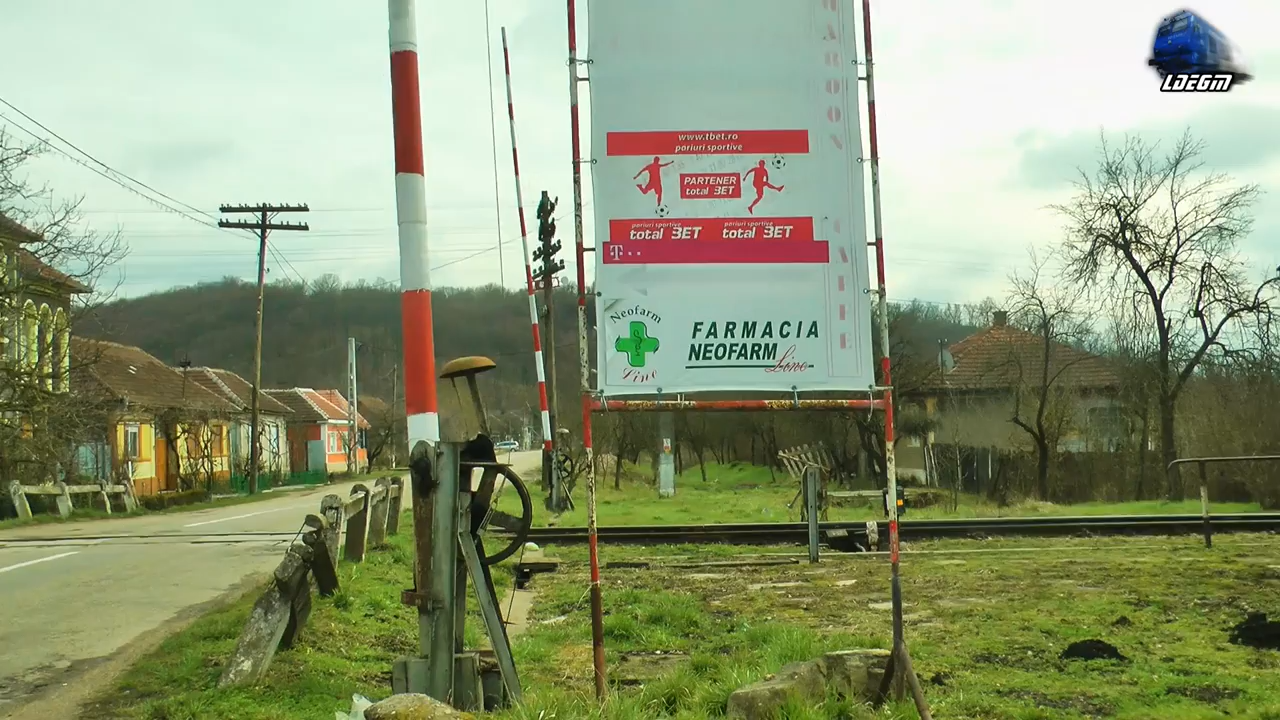 LDEGM
www.tbet.ro
pariuri sportive
PARTENER
total BET
pariuri sportive pariuri sportive
total BET total BET
T
Neofarm
Line
FARMACIA
NEOFARM Line